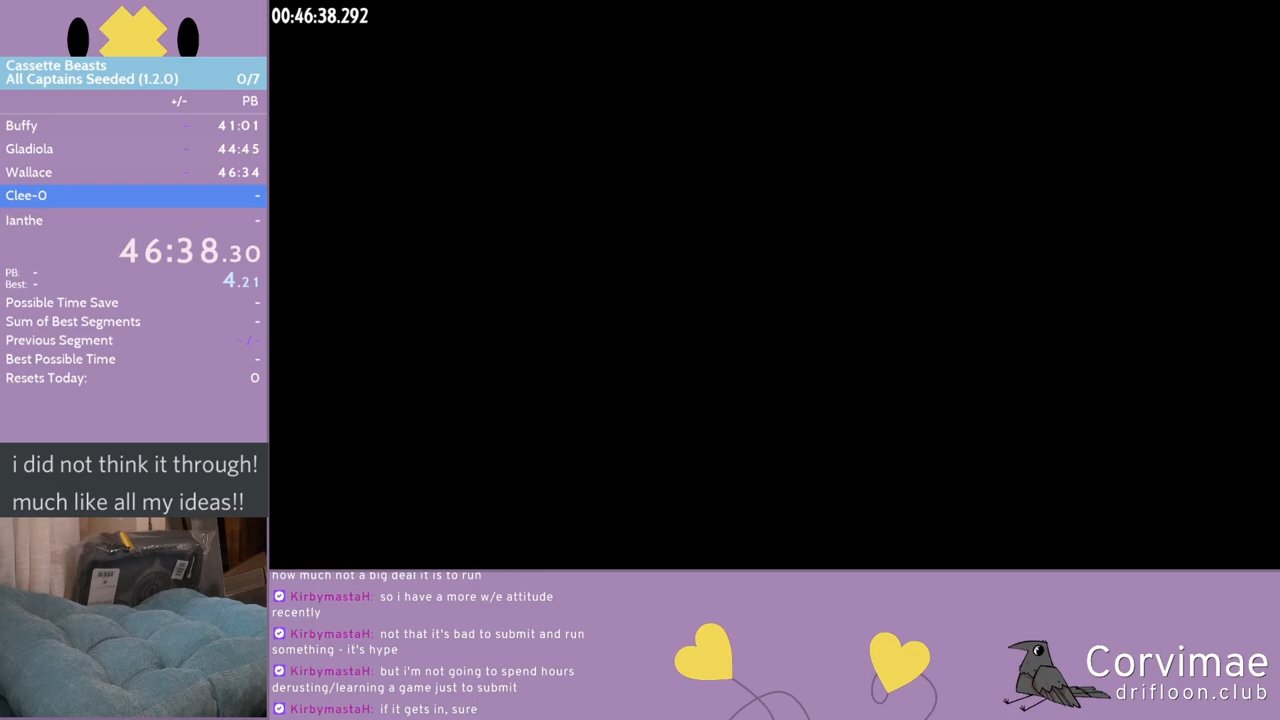 00:46:38.292
Cassette Beasts
All Captains Seeded (1.2.0) 0/7
+/- PB
Buffy - 41:01
Gladiola - 44:45
Wallace - 46:34
Clee-O -
Ianthe -
46:38.30
PB: -
Best: - 4.21
Possible Time Save -
Sum of Best Segments -
Previous Segment - / -
Best Possible Time -
Resets Today: 0
i did not think it through!
much like all my ideas!!
how much not a big deal it is to run
KirbymastaH: so i have a more w/e attitude
recently
KirbymastaH: not that it's bad to submit and run
something - it's hype
KirbymastaH: but i'm not going to spend hours
derusting/learning a game just to submit
KirbymastaH: if it gets in, sure
Corvimae
drifloon.club